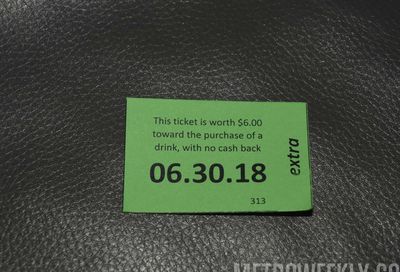 This ticket is worth $6.00
toward the purchase of a
drink, with no cash back
06.30.18
313
extra